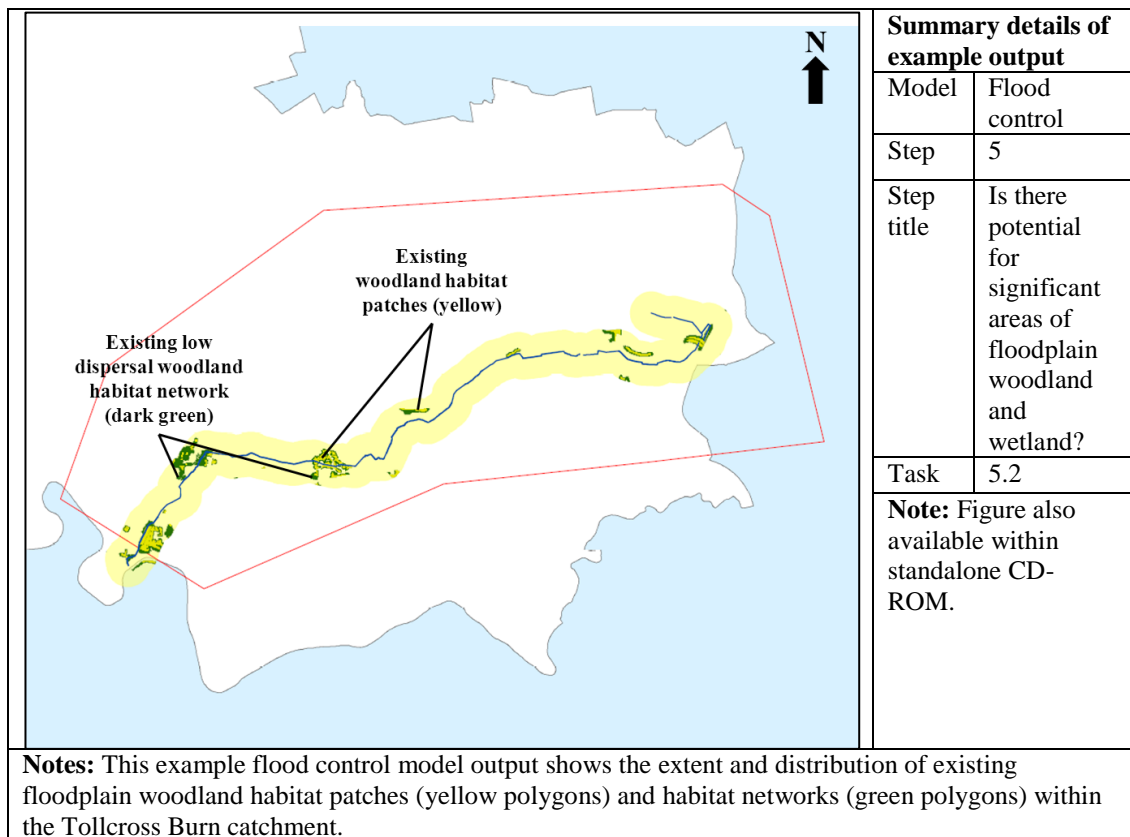 N
Existing
woodland habitat
patches (yellow)
Existing low
dispersal woodland
habitat network
(dark green)
Summary details of
example output
Model
Flood
control
Step
5
Step
title
Is there
potential
for
significant
areas of
floodplain
woodland
and
wetland?
Task
5.2
Note: Figure also
available within
standalone CD-
ROM.
Notes: This example flood control model output shows the extent and distribution of existing
floodplain woodland habitat patches (yellow polygons) and habitat networks (green polygons) within
the Tollcross Burn catchment.